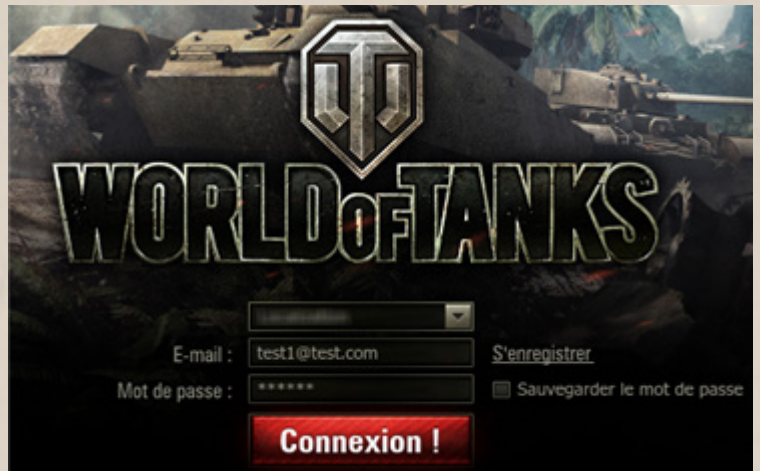 WORLD OF TANKS
E-mail : test1@test.com S'enregistrer
Mot de passe : ****** Sauvegarder le mot de passe
Connexion !